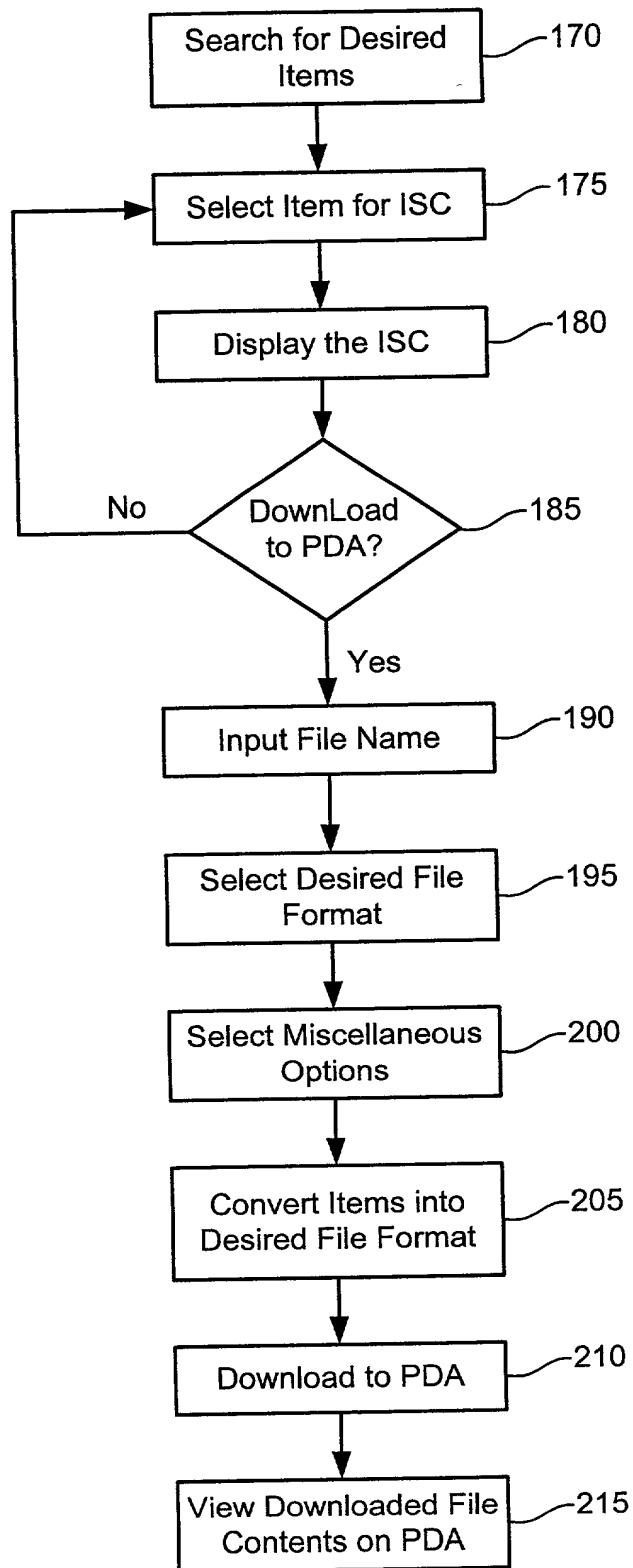 Search for Desired
Items
170
Select Item for ISC
175
Display the ISC
180
DownLoad
to PDA?
185
No
Yes
Input File Name
190
Select Desired File
Format
195
Select Miscellaneous
Options
200
Convert Items into
Desired File Format
205
Download to PDA
210
View Downloaded File
Contents on PDA
215